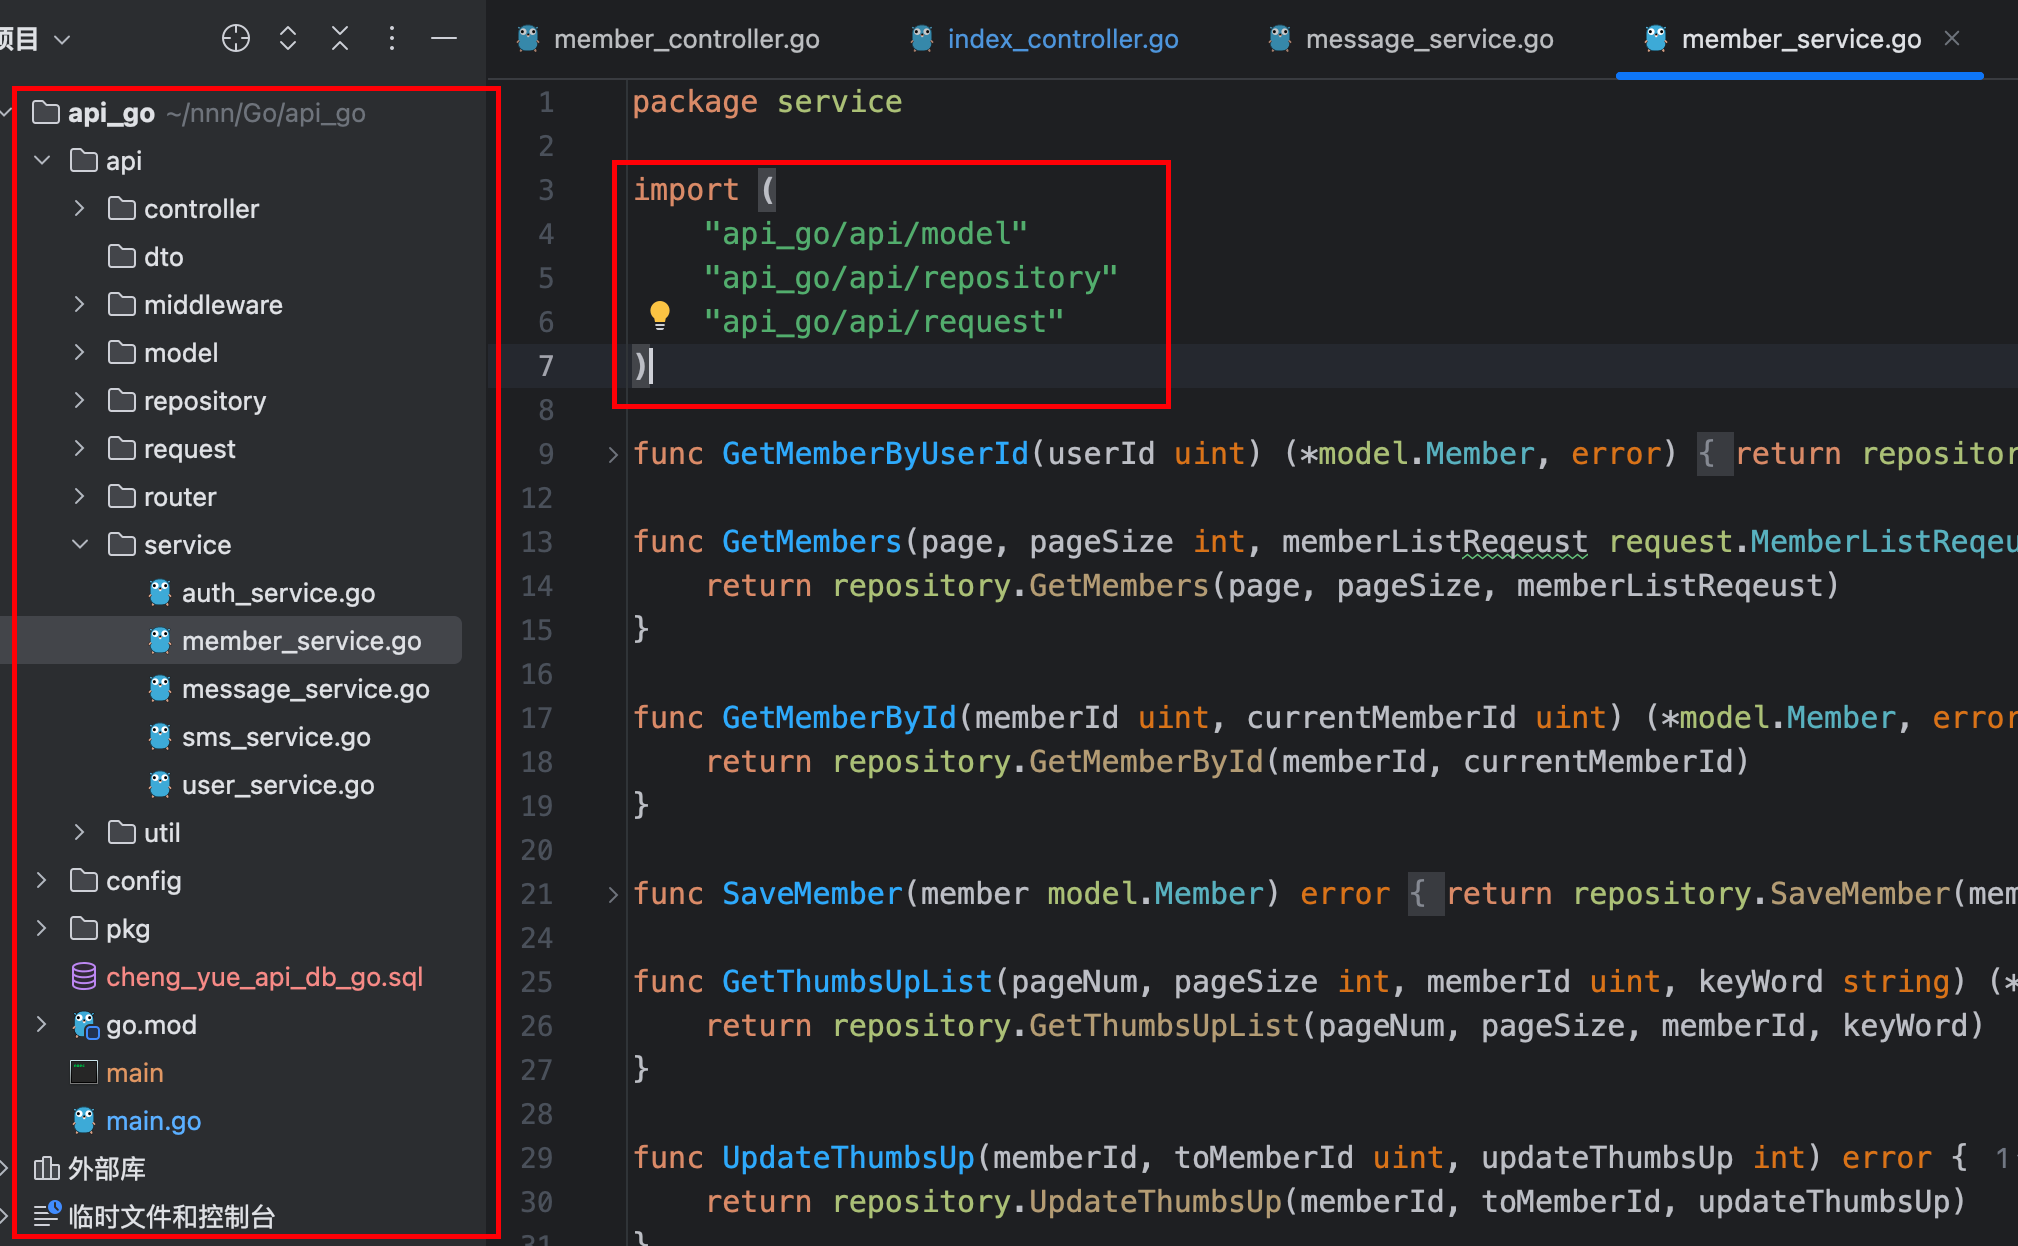 项目
member_controller.go
index_controller.go
message_service.go
member_service.go
api_go ~/nnn/Go/api_go
api
controller
dto
middleware
model
repository
request
router
service
auth_service.go
member_service.go
message_service.go
sms_service.go
user_service.go
util
config
pkg
cheng_yue_api_db_go.sql
go.mod
main
main.go
外部库
临时文件和控制台
1 package service
2
3 import (
4 "api_go/api/model"
5 "api_go/api/repository"
6 "api_go/api/request"
7 )
8
9 func GetMemberByUserId(userId uint) (*model.Member, error) { return repositor
12
13 func GetMembers(page, pageSize int, memberListReqeust request.MemberListReqeu
14 return repository.GetMembers(page, pageSize, memberListReqeust)
15 }
16
17 func GetMemberById(memberId uint, currentMemberId uint) (*model.Member, error
18 return repository.GetMemberById(memberId, currentMemberId)
19 }
20
21 func SaveMember(member model.Member) error { return repository.SaveMember(mem
24
25 func GetThumbsUpList(pageNum, pageSize int, memberId uint, keyWord string) (*
26 return repository.GetThumbsUpList(pageNum, pageSize, memberId, keyWord)
27 }
28
29 func UpdateThumbsUp(memberId, toMemberId uint, updateThumbsUp int) error { 1
30 return repository.UpdateThumbsUp(memberId, toMemberId, updateThumbsUp)
31 }